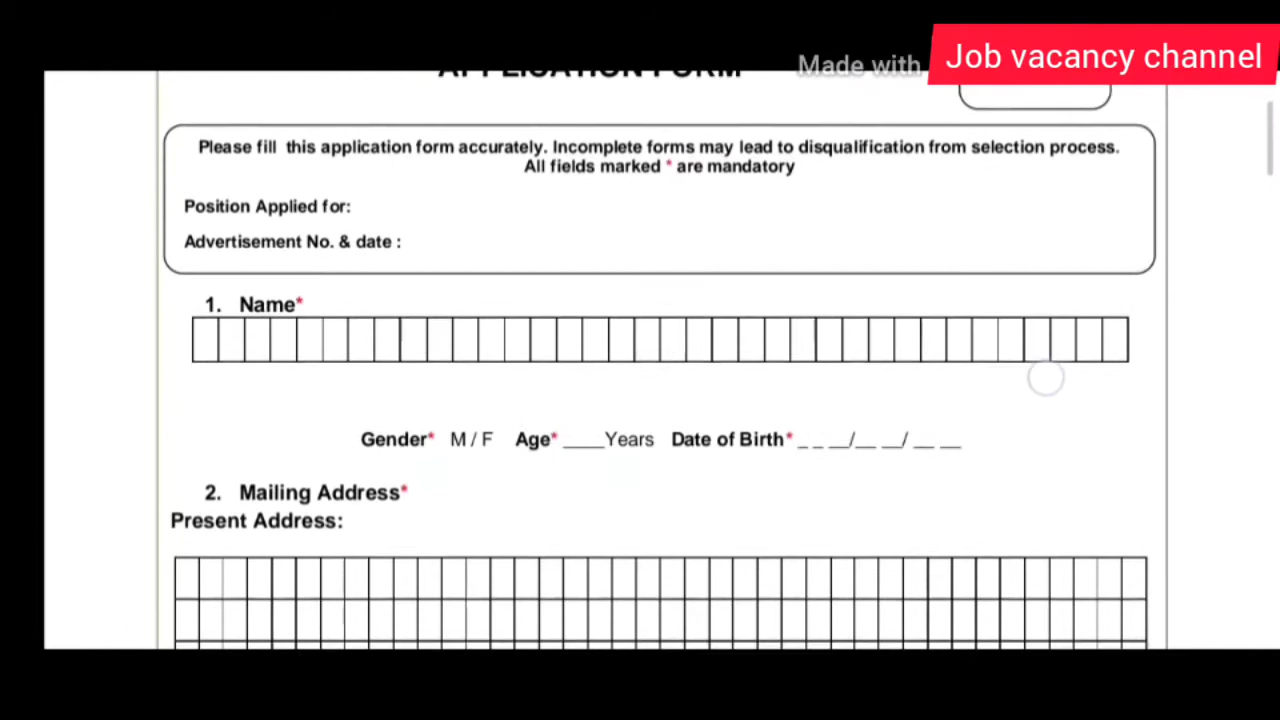 APPLICATION FORM
Made with
Job vacancy channel
Please fill this application form accurately. Incomplete forms may lead to disqualification from selection process.
All fields marked * are mandatory
Position Applied for:
Advertisement No. & date :
1. Name*
Gender* M / F Age* ____Years Date of Birth* _ _ __/__ __/ __ __
2. Mailing Address*
Present Address: